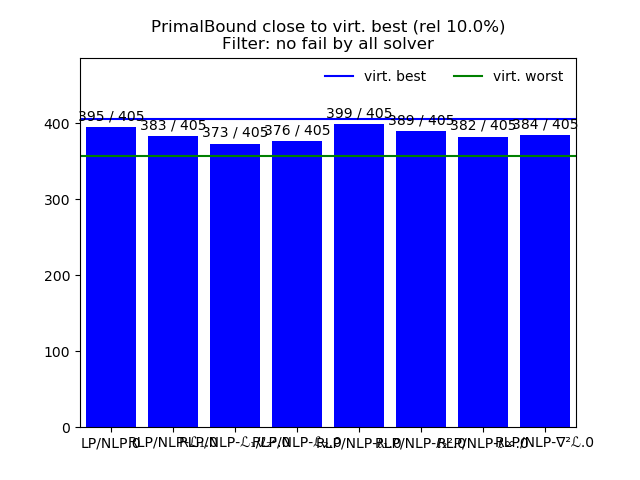 PrimalBound close to virt. best (rel 10.0%)
Filter: no fail by all solver
virt. best virt. worst
395 / 405 383 / 405 373 / 405 376 / 405 399 / 405 389 / 405 382 / 405 384 / 405
400
300
200
100
0
RLP/NLP-∇²ℒ.0